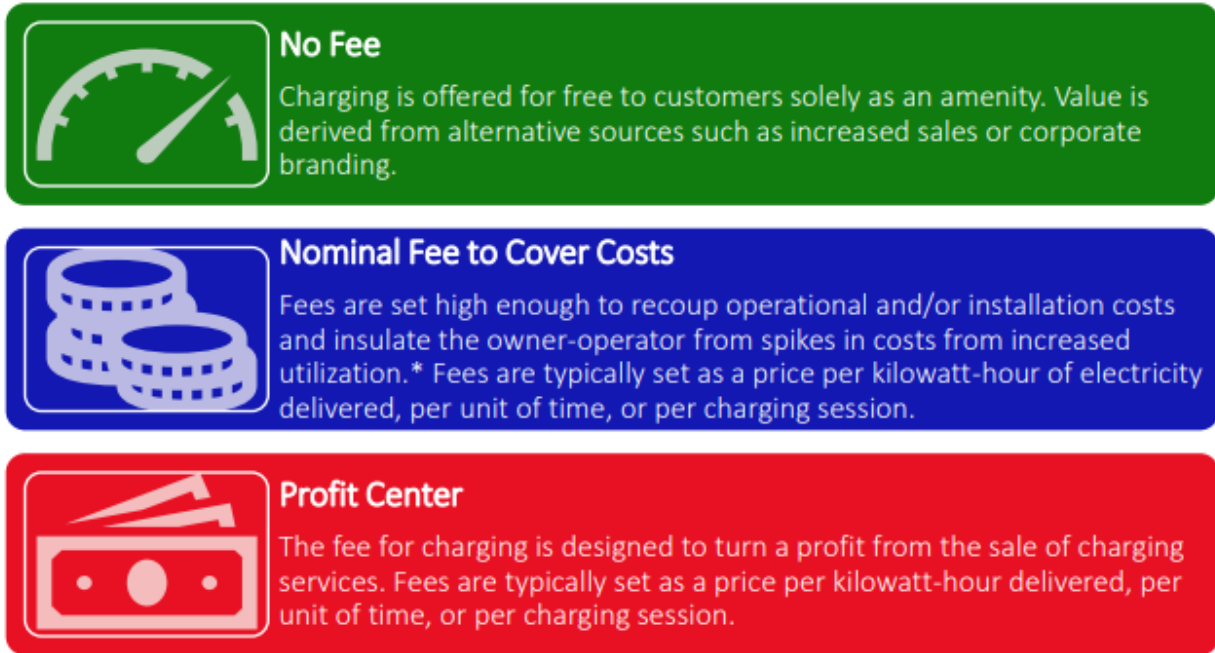 No Fee
Charging is offered for free to customers solely as an amenity. Value is
derived from alternative sources such as increased sales or corporate
branding.
Nominal Fee to Cover Costs
Fees are set high enough to recoup operational and/or installation costs
and insulate the owner-operator from spikes in costs from increased
utilization.* Fees are typically set as a price per kilowatt-hour of electricity
delivered, per unit of time, or per charging session.
Profit Center
The fee for charging is designed to turn a profit from the sale of charging
services. Fees are typically set as a price per kilowatt-hour delivered, per
unit of time, or per charging session.